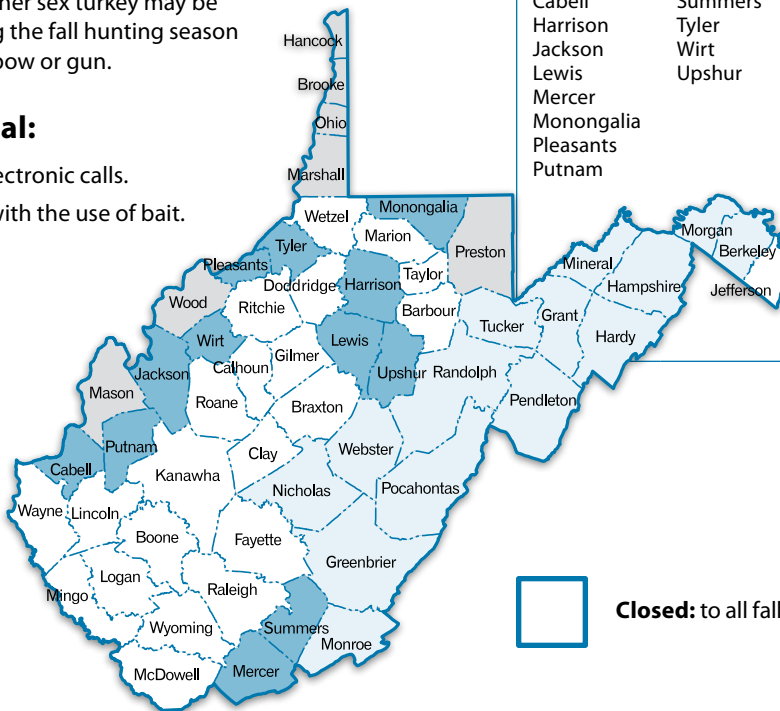 her sex turkey may be
g the fall hunting season
bow or gun.
al:
ectronic calls.
with the use of bait.
Cabell
Harrison
Jackson
Lewis
Mercer
Monongalia
Pleasants
Putnam
Summers
Tyler
Wirt
Upshur
Hancock
Brooke
Ohio
Marshall
Wetzel
Monongalia
Marion
Preston
Tyler
Pleasants
Doddridge
Harrison
Taylor
Wood
Ritchie
Barbour
Wirt
Lewis
Tucker
Grant
Mineral
Hampshire
Morgan
Berkeley
Jefferson
Hardy
Mason
Jackson
Calhoun
Gilmer
Upshur
Randolph
Roane
Braxton
Pendleton
Putnam
Cabell
Clay
Webster
Kanawha
Nicholas
Pocahontas
Wayne
Lincoln
Boone
Fayette
Greenbrier
Mingo
Logan
Raleigh
Wyoming
Summers
Monroe
McDowell
Mercer
Closed: to all fall